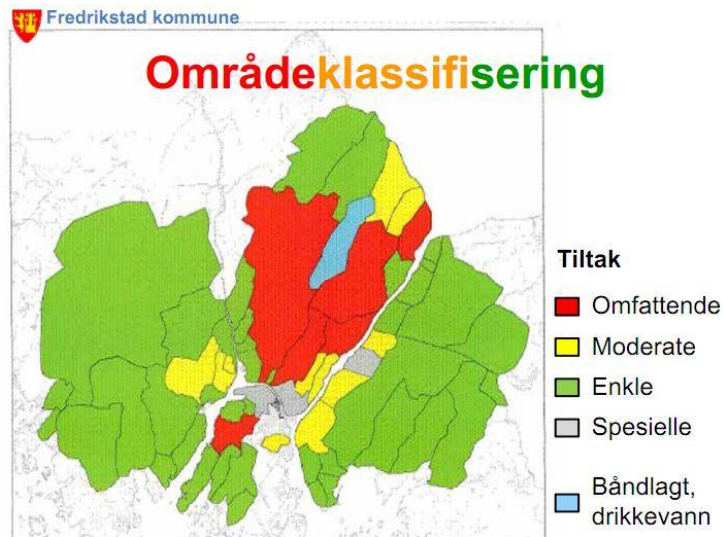 Fredrikstad kommune
Områdeklassifisering
Tiltak
Omfattende
Moderate
Enkle
Spesielle
Båndlagt,
drikkevann